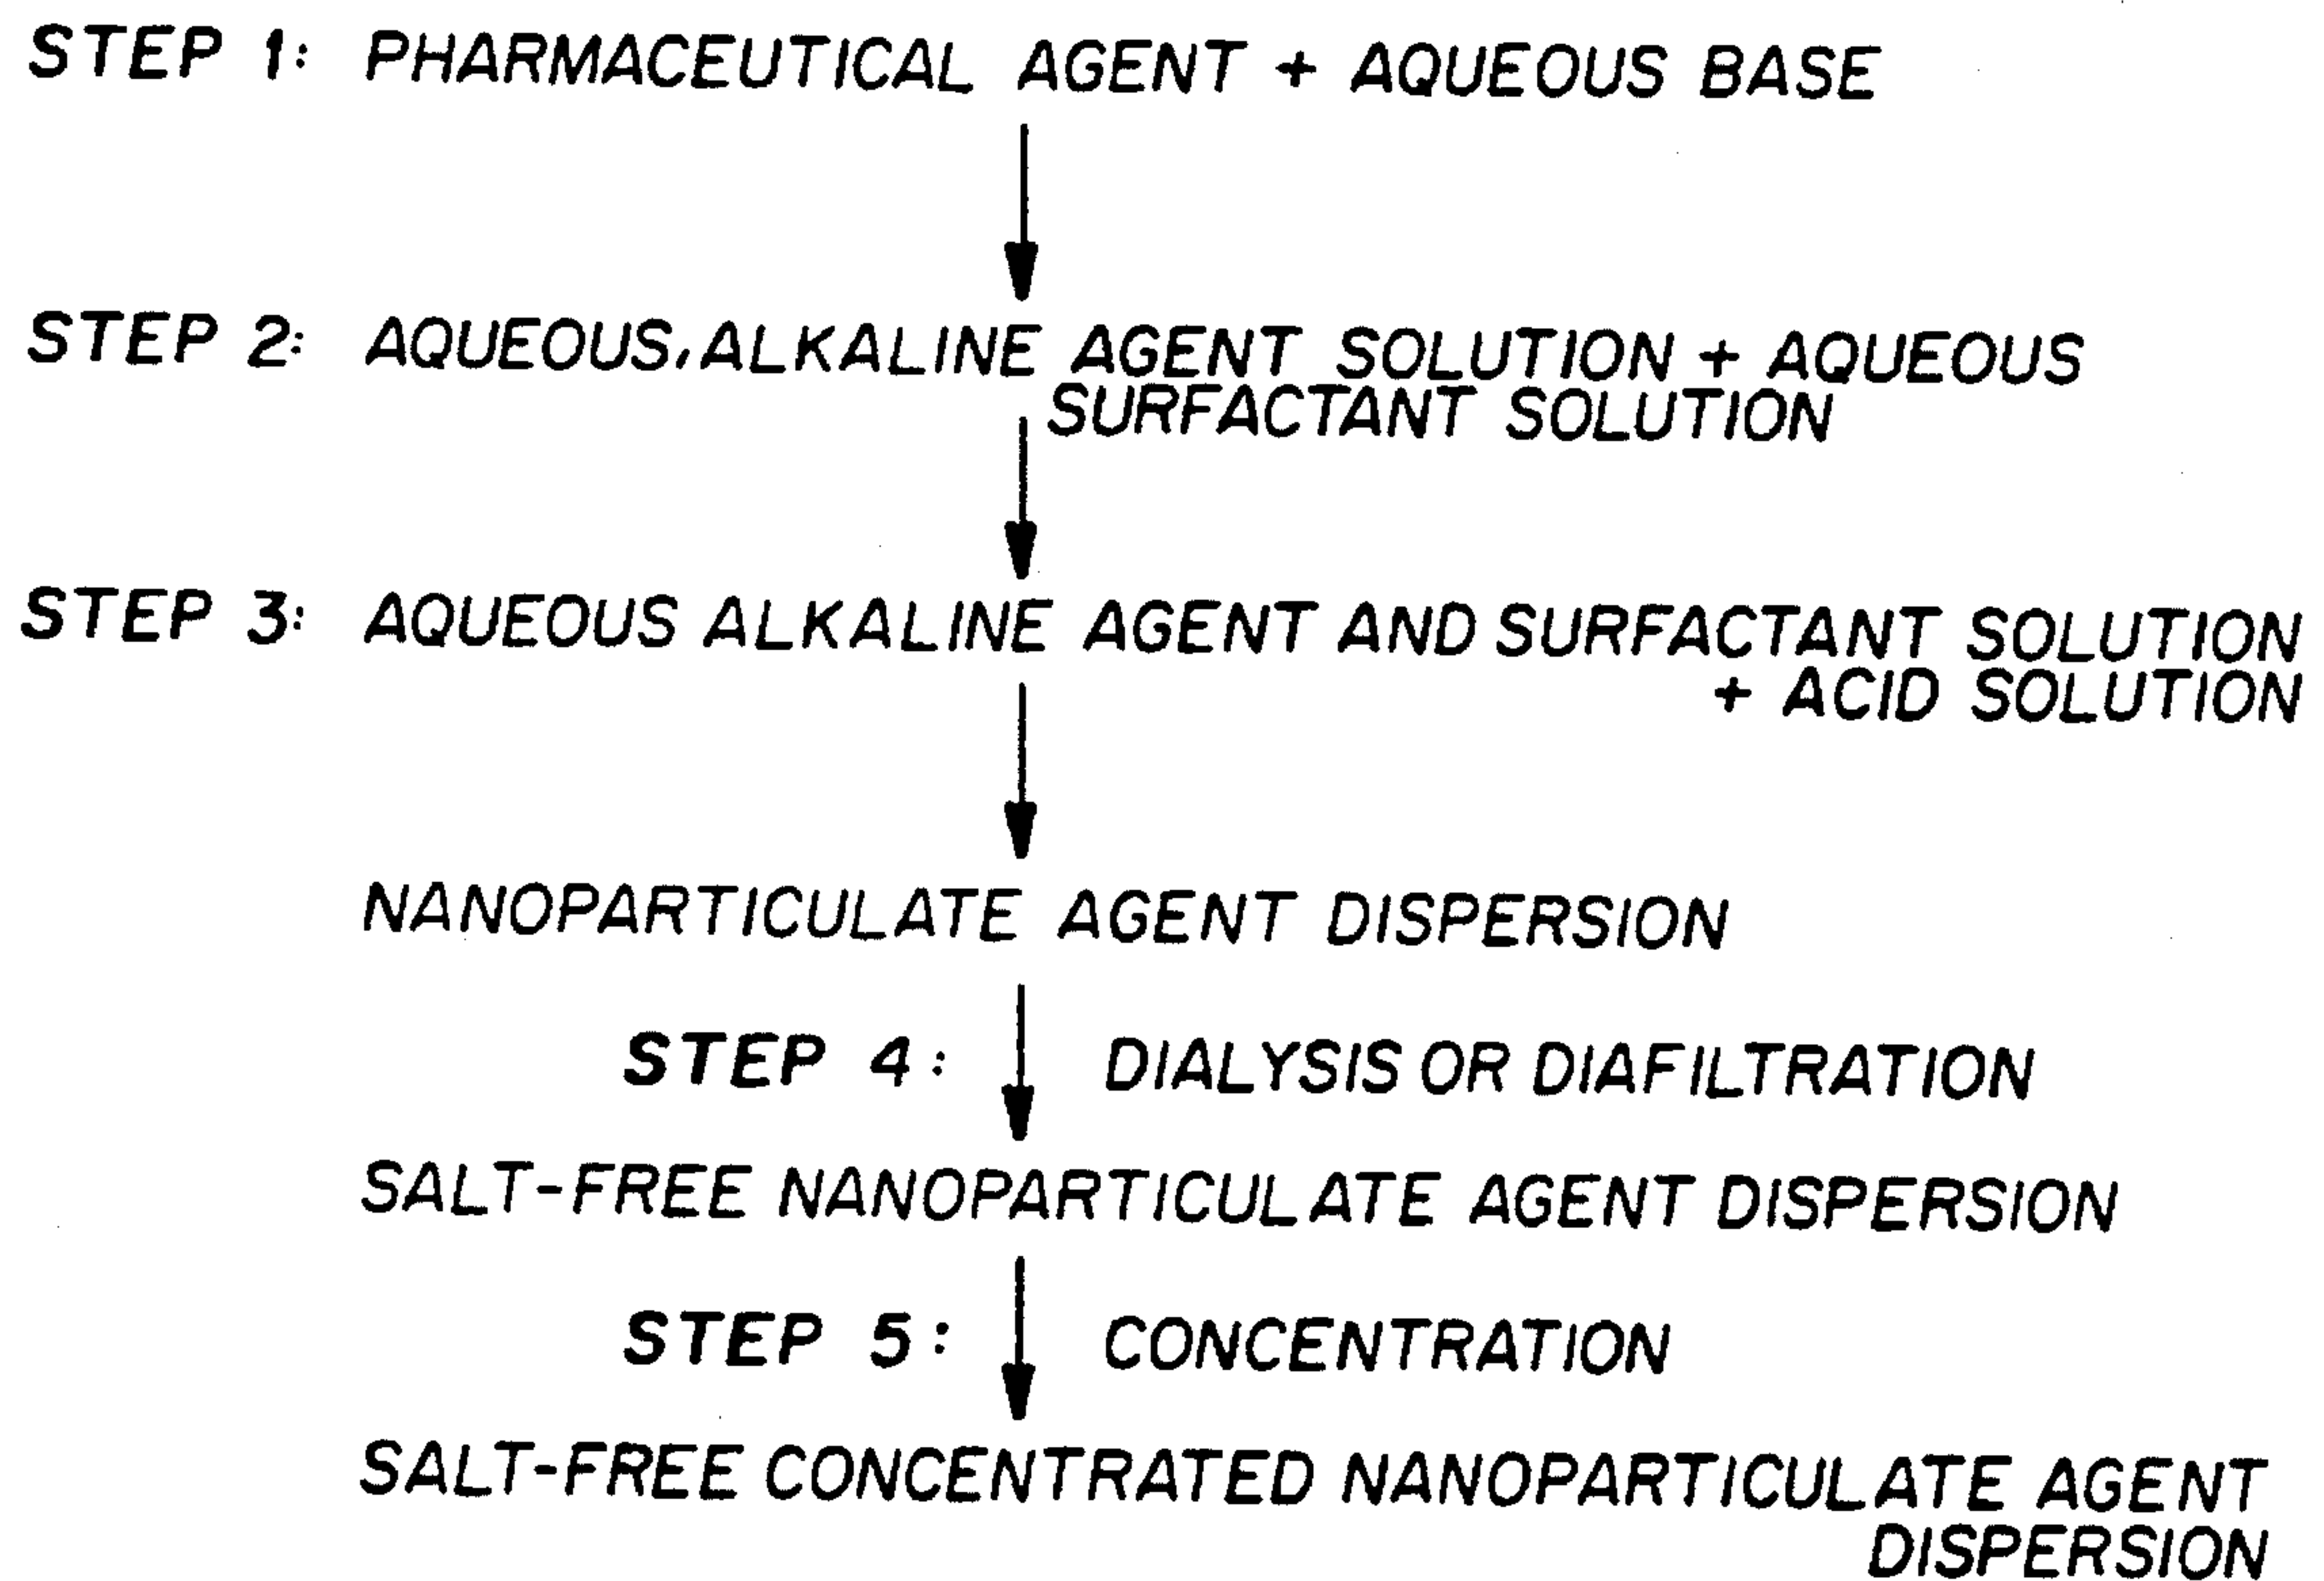 STEP 1: PHARMACEUTICAL AGENT + AQUEOUS BASE
STEP 2: AQUEOUS, ALKALINE AGENT SOLUTION + AQUEOUS
SURFACTANT SOLUTION
STEP 3: AQUEOUS ALKALINE AGENT AND SURFACTANT SOLUTION
+ ACID SOLUTION
NANOPARTICULATE AGENT DISPERSION
STEP 4: DIALYSIS OR DIAFILTRATION
SALT-FREE NANOPARTICULATE AGENT DISPERSION
STEP 5: CONCENTRATION
SALT-FREE CONCENTRATED NANOPARTICULATE AGENT
DISPERSION